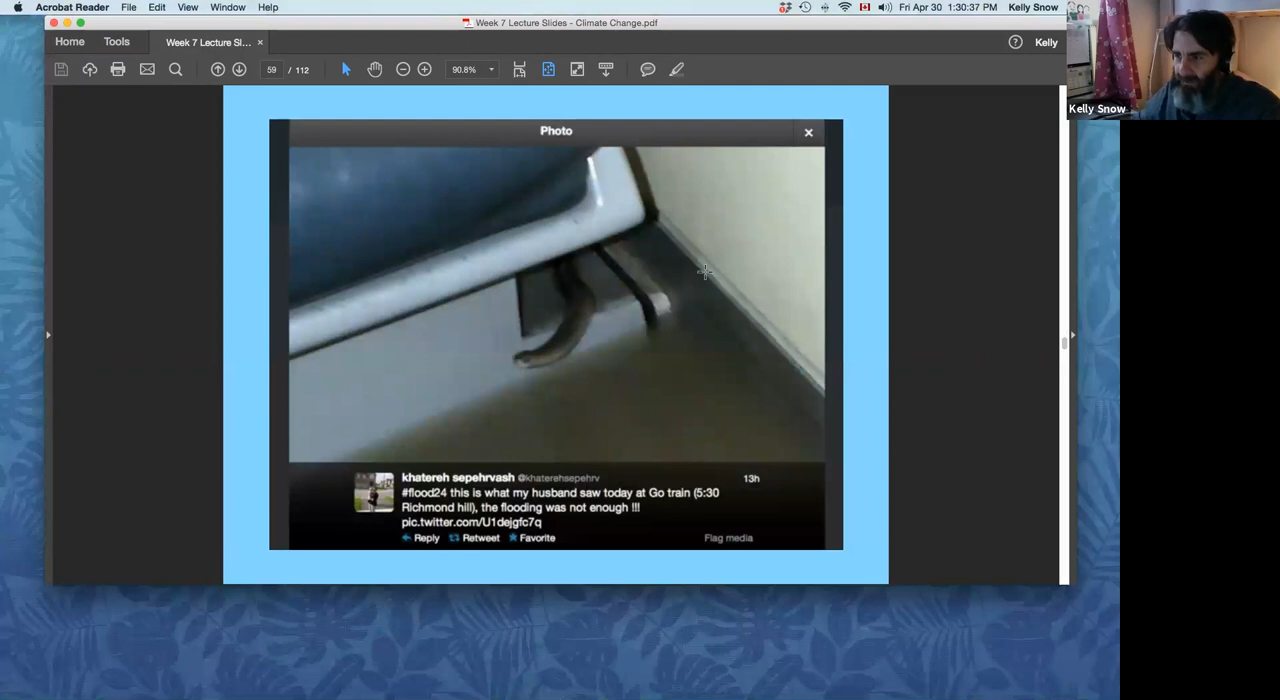 Acrobat Reader File Edit View Window Help
Fri Apr 30 1:30:37 PM Kelly Snow
Week 7 Lecture Slides - Climate Change.pdf
Home Tools Week 7 Lecture Sl... × Kelly
59 / 112 90.8%
Kelly Snow
Photo
khatereh sepehrvash @khaterehsepehrv 13h
#flood24 this is what my husband saw today at Go train (5:30
Richmond hill), the flooding was not enough !!!
pic.twitter.com/U1dejgfc7q
Reply Retweet Favorite Flag media